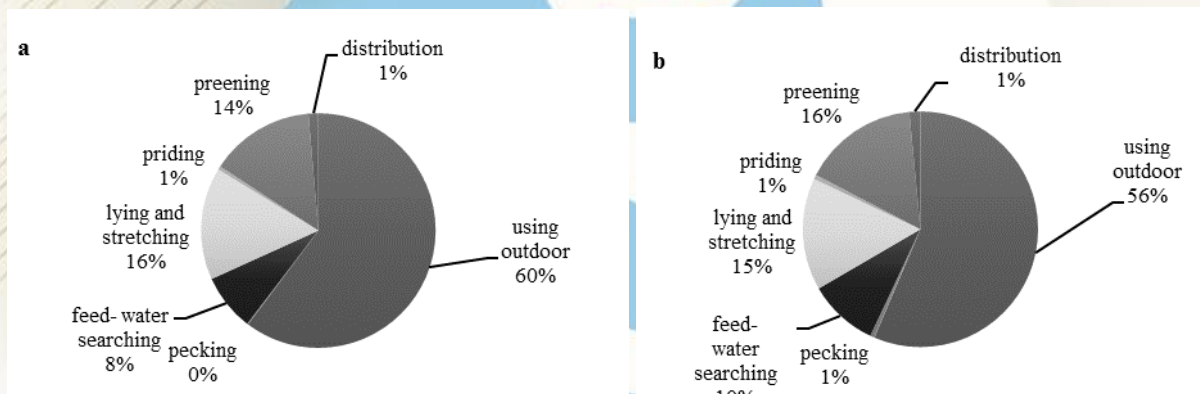 a
distribution
1%
preening
14%
priding
1%
lying and
stretching
16%
using
outdoor
60%
feed- water
searching
8%
pecking
0%
b
distribution
1%
preening
16%
using
outdoor
56%
priding
1%
lying and
stretching
15%
feed-
water
searching
pecking
1%